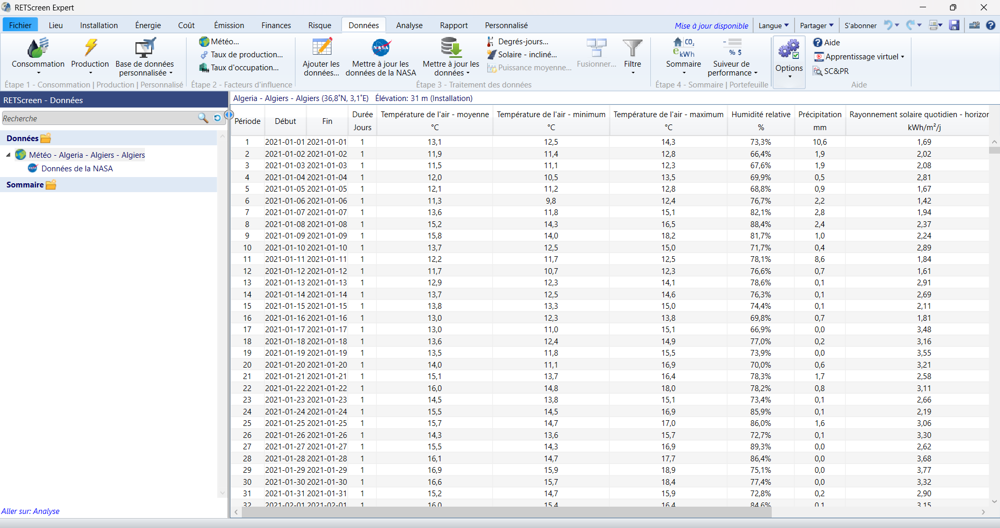 RETScreen Expert
Fichier Lieu Installation Énergie Coût Émission Finances Risque Données Analyse Rapport Personnalisé Mise à jour disponible Langue Partager S'abonner
Consommation Production Base de données personnalisée
Étape 1 - Consommation | Production | Personnalisé
Météo...
Taux de production...
Taux d'occupation...
Étape 2 - Facteurs d'influence
Ajouter les données... Mettre à jour les données de la NASA Mettre à jour les données
Degrés-jours...
Solaire - incliné...
Puissance moyenne...
Fusionner... Filtre
Étape 3 - Traitement des données
Sommaire Suiveur de performance
Étape 4 - Sommaire | Portefeuille
Options
Aide
Apprentissage virtuel
SC&PR
Aide
RETScreen - Données
Recherche
Données
Météo - Algeria - Algiers - Algiers
Données de la NASA
Sommaire
Aller sur: Analyse
Algeria - Algiers - Algiers (36,8˚N, 3,1˚E) Élévation: 31 m (Installation)
Période Début Fin Durée Température de l'air - moyenne Température de l'air - minimum Température de l'air - maximum Humidité relative Précipitation Rayonnement solaire quotidien - horizon
Jours °C °C °C % mm kWh/m²/j
1 2021-01-01 2021-01-01 1 13,1 12,5 14,3 73,3% 10,6 1,69
2 2021-01-02 2021-01-02 1 11,9 11,4 12,8 66,4% 1,9 2,02
3 2021-01-03 2021-01-03 1 11,5 11,1 12,3 67,6% 1,9 2,08
4 2021-01-04 2021-01-04 1 12,0 10,5 13,5 69,9% 0,5 2,81
5 2021-01-05 2021-01-05 1 12,1 11,2 12,8 68,8% 0,9 1,67
6 2021-01-06 2021-01-06 1 11,3 9,8 12,4 76,7% 2,2 1,42
7 2021-01-07 2021-01-07 1 13,6 11,8 15,1 82,1% 2,8 1,94
8 2021-01-08 2021-01-08 1 15,2 14,3 16,5 88,4% 2,4 2,37
9 2021-01-09 2021-01-09 1 15,8 14,0 18,2 81,7% 1,0 2,24
10 2021-01-10 2021-01-10 1 13,7 12,5 15,0 71,7% 0,4 2,89
11 2021-01-11 2021-01-11 1 12,2 11,7 12,5 78,1% 8,6 1,84
12 2021-01-12 2021-01-12 1 11,7 10,7 12,3 76,6% 0,7 1,61
13 2021-01-13 2021-01-13 1 12,9 12,3 14,1 78,6% 0,1 2,91
14 2021-01-14 2021-01-14 1 13,7 12,5 14,6 76,3% 0,1 2,69
15 2021-01-15 2021-01-15 1 13,8 13,3 15,0 74,4% 0,1 2,11
16 2021-01-16 2021-01-16 1 13,0 12,3 13,8 69,8% 0,7 1,81
17 2021-01-17 2021-01-17 1 13,0 11,0 15,1 66,9% 0,0 3,48
18 2021-01-18 2021-01-18 1 13,6 12,4 14,9 77,0% 0,2 3,16
19 2021-01-19 2021-01-19 1 13,5 11,8 15,5 73,9% 0,0 3,55
20 2021-01-20 2021-01-20 1 14,0 11,1 16,9 70,0% 0,6 3,21
21 2021-01-21 2021-01-21 1 15,1 13,7 16,4 78,3% 1,7 2,58
22 2021-01-22 2021-01-22 1 16,0 14,8 18,0 78,2% 0,8 3,11
23 2021-01-23 2021-01-23 1 14,5 13,8 15,1 73,4% 0,1 2,66
24 2021-01-24 2021-01-24 1 15,5 14,5 16,9 85,9% 0,1 2,19
25 2021-01-25 2021-01-25 1 15,7 14,7 17,0 86,0% 1,6 3,06
26 2021-01-26 2021-01-26 1 14,3 13,6 15,7 72,7% 0,1 3,30
27 2021-01-27 2021-01-27 1 15,5 14,3 16,9 89,3% 0,0 2,62
28 2021-01-28 2021-01-28 1 16,1 14,7 17,7 86,4% 0,0 3,68
29 2021-01-29 2021-01-29 1 16,9 15,9 18,9 75,1% 0,0 3,77
30 2021-01-30 2021-01-30 1 16,6 15,7 18,4 77,4% 0,0 3,32
31 2021-01-31 2021-01-31 1 15,2 14,7 15,9 72,8% 0,2 2,90
32 2021-02-01 2021-02-01 1 16,0 15,4 16,4 84,6% 0,1 3,15